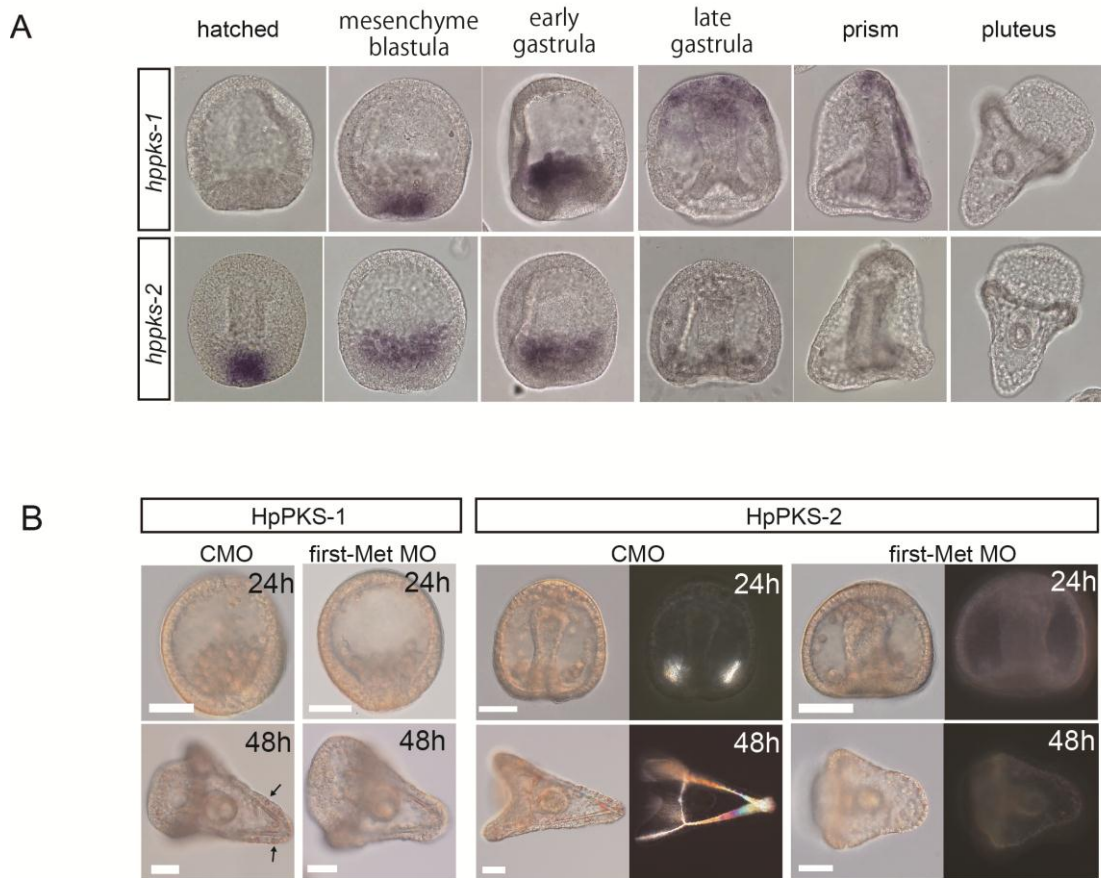 A
hatched
mesenchyme
blastula
early
gastrula
late
gastrula
prism
pluteus
hppks-1
hppks-2
B
HpPKS-1
HpPKS-2
CMO
first-Met MO
CMO
first-Met MO
24h
24h
24h
24h
48h
48h
48h
48h